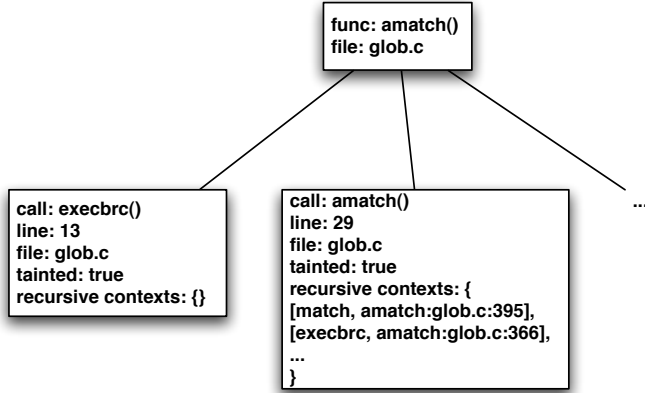 func: amatch()
file: glob.c
call: execbrc()
line: 13
file: glob.c
tainted: true
recursive contexts: {}
call: amatch()
line: 29
file: glob.c
tainted: true
recursive contexts: {
[match, amatch:glob.c:395],
[execbrc, amatch:glob.c:366],
...
}
...